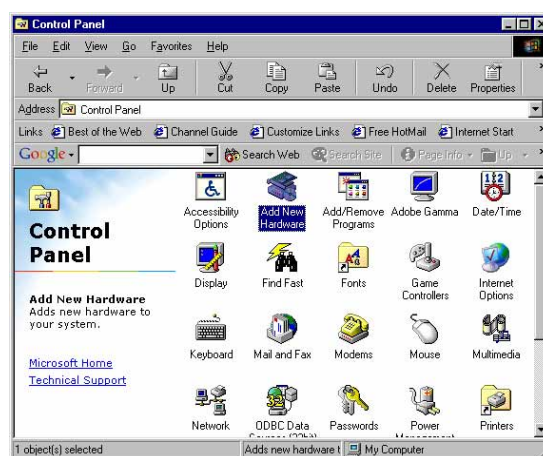 Control Panel
File Edit View Go Favorites Help
Back Forward Up Cut Copy Paste Undo Delete Properties
Address Control Panel
Links Best of the Web Channel Guide Customize Links Free HotMail Internet Start
Google Search Web Search Site Page Info Up
Control
Panel
Add New Hardware
Adds new hardware to
your system.
Microsoft Home
Technical Support
Accessibility
Options
Add New
Hardware
Add/Remove
Programs
Adobe Gamma
Date/Time
Display
Find Fast
Fonts
Game
Controllers
Internet
Options
Keyboard
Mail and Fax
Modems
Mouse
Multimedia
Network
ODBC Data
Passwords
Power
Printers
1 object(s) selected
Adds new hardware t
My Computer